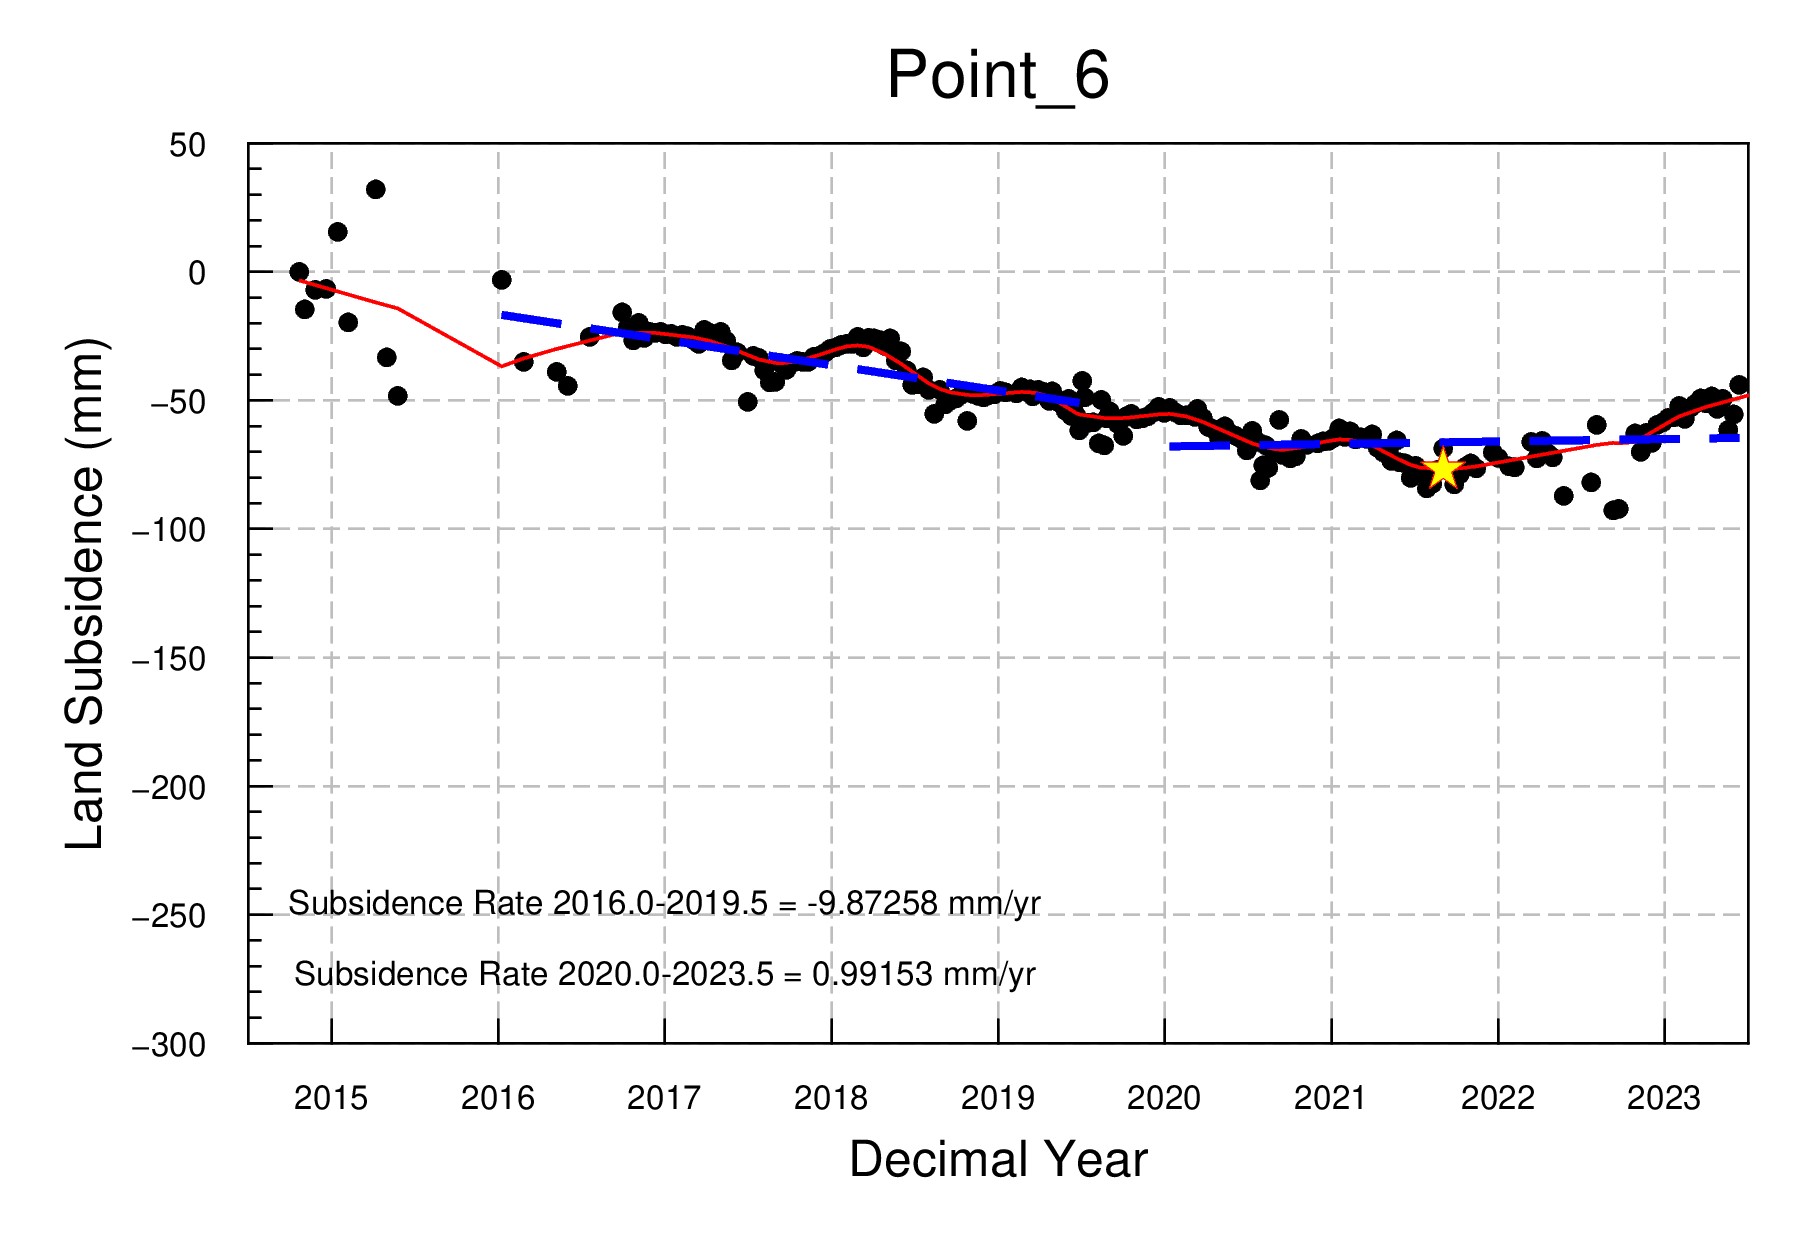 Point_6
50
0
−50
−100
−150
−200
−250
−300
Land Subsidence (mm)
Subsidence Rate 2016.0-2019.5 = -9.87258 mm/yr
Subsidence Rate 2020.0-2023.5 = 0.99153 mm/yr
2015 2016 2017 2018 2019 2020 2021 2022 2023
Decimal Year